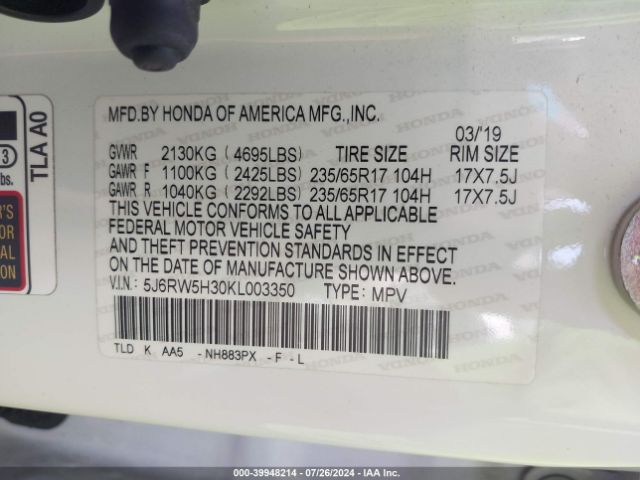 MFD.BY HONDA OF AMERICA MFG.,INC.
03/'19
GVWR 2130KG (4695LBS) TIRE SIZE RIM SIZE
GAWR F 1100KG (2425LBS) 235/65R17 104H 17X7.5J
GAWR R 1040KG (2292LBS) 235/65R17 104H 17X7.5J
THIS VEHICLE CONFORMS TO ALL APPLICABLE
FEDERAL MOTOR VEHICLE SAFETY
AND THEFT PREVENTION STANDARDS IN EFFECT
ON THE DATE OF MANUFACTURE SHOWN ABOVE.
V.I.N.: 5J6RW5H30KL003350 TYPE: MPV
TLD K AA5 -NH883PX -F -L
TLA A0
3
lbs.
000-39948214 - 07/26/2024 - IAA Inc.